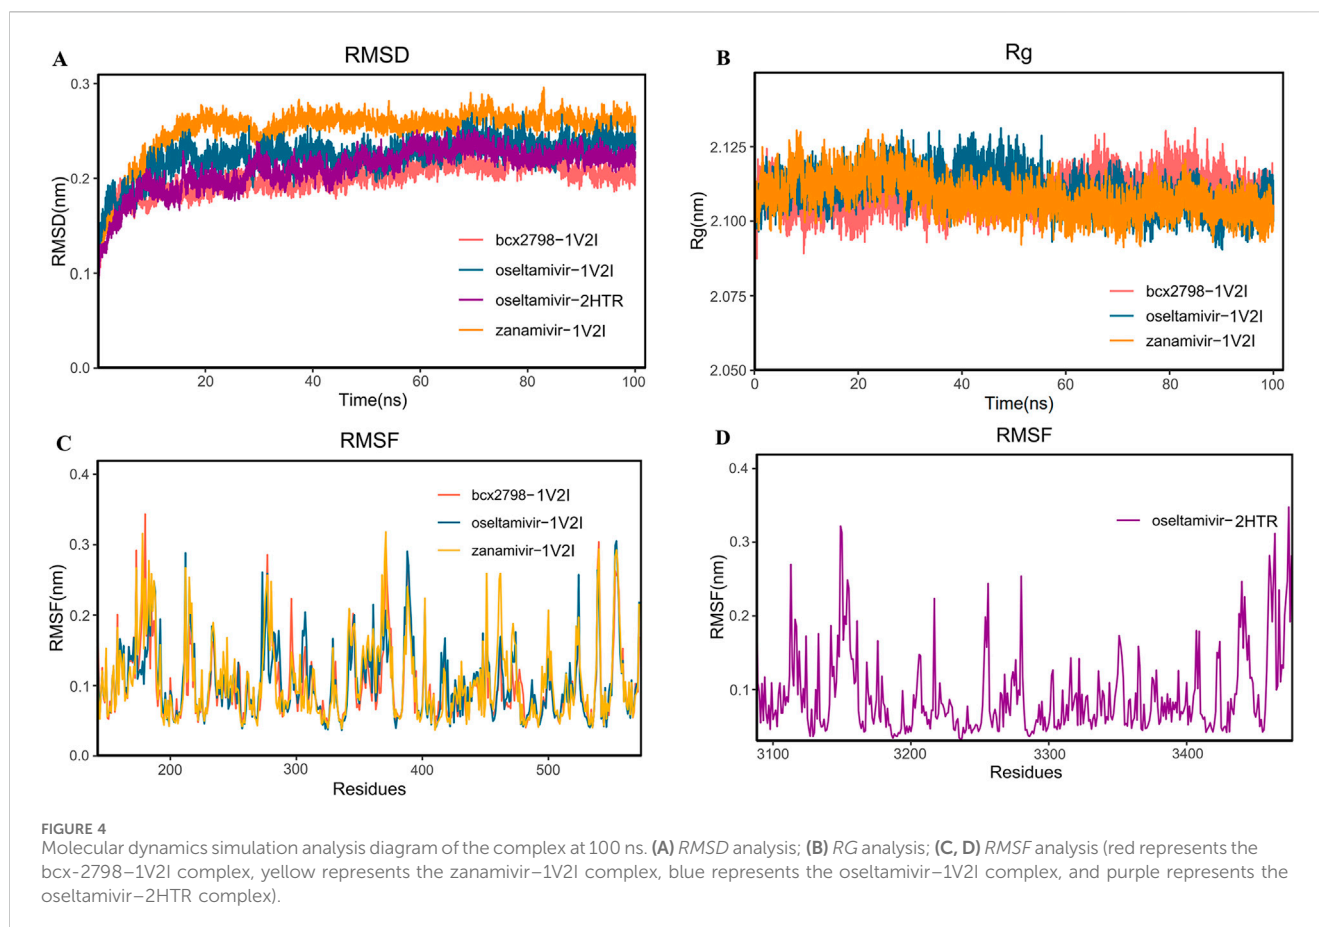 A
RMSD
RMSD(nm)
0.3
0.2
0.1
0.0
bcx2798−1V2I
oseltamivir−1V2I
oseltamivir−2HTR
zanamivir−1V2I
20 40 60 80 100
Time(ns)
B
Rg
Rg(nm)
2.125
2.100
2.075
2.050
bcx2798−1V2I
oseltamivir−1V2I
zanamivir−1V2I
0 20 40 60 80 100
Time(ns)
C
RMSF
RMSF(nm)
0.4
0.3
0.2
0.1
0.0
bcx2798−1V2I
oseltamivir−1V2I
zanamivir−1V2I
200 300 400 500
Residues
D
RMSF
RMSF(nm)
0.4
0.3
0.2
0.1
oseltamivir−2HTR
3100 3200 3300 3400
Residues
FIGURE 4
Molecular dynamics simulation analysis diagram of the complex at 100 ns. (A) RMSD analysis; (B) RG analysis; (C, D) RMSF analysis (red represents the
bcx-2798–1V2I complex, yellow represents the zanamivir–1V2I complex, blue represents the oseltamivir–1V2I complex, and purple represents the
oseltamivir–2HTR complex).